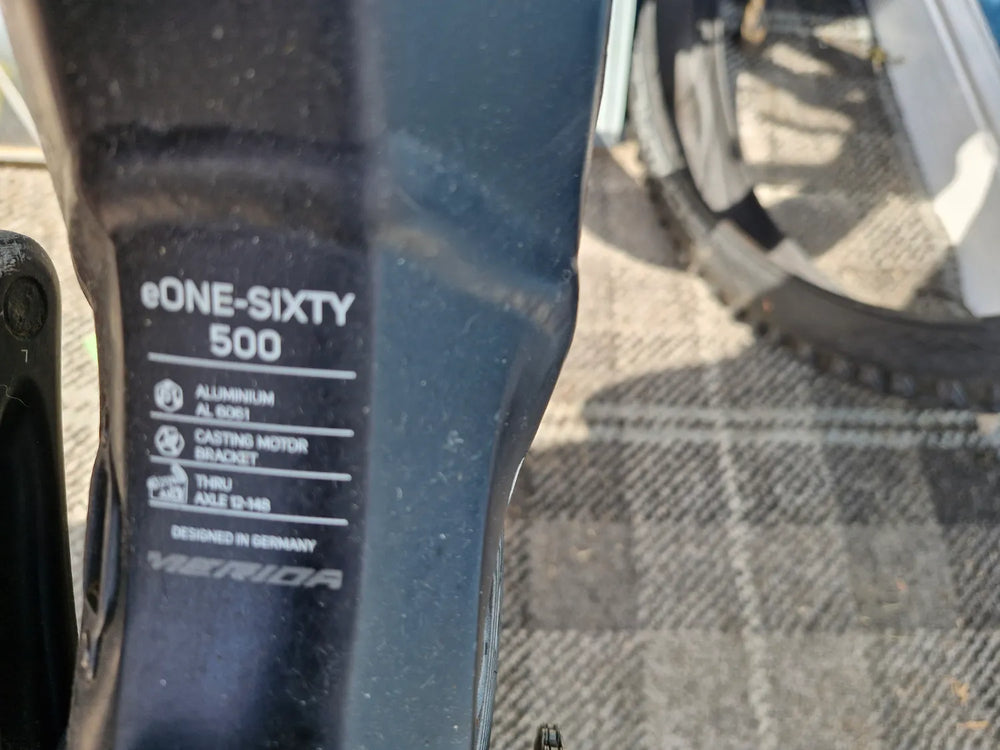 eONE-SIXTY
500
ALUMINIUM
AL 6061
CASTING MOTOR
BRACKET
THRU
AXLE 12-148
DESIGNED IN GERMANY
MERIDA
L